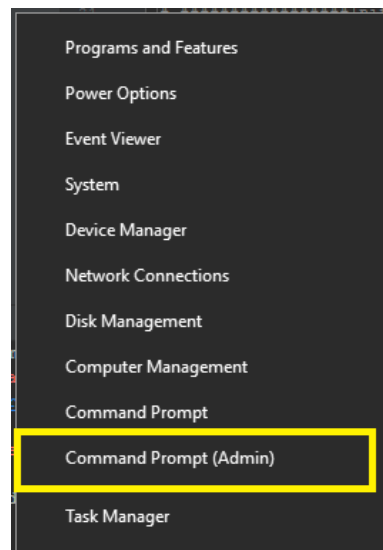 Programs and Features
Power Options
Event Viewer
System
Device Manager
Network Connections
Disk Management
Computer Management
Command Prompt
Command Prompt (Admin)
Task Manager